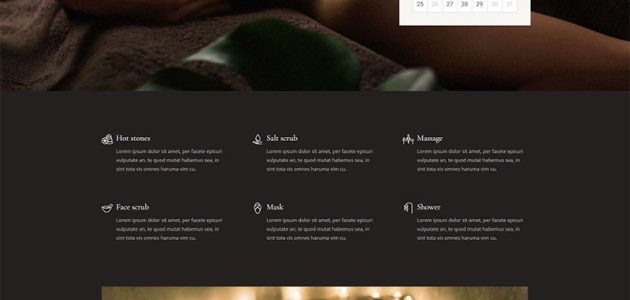 25 26 27 28 29 30 31
Hot stones
Lorem ipsum dolor sit amet, per facete epicuri
vulputate an, te quod mutat habemus sea, in
sint tota vis omnes haruma vim cu.
Salt scrub
Lorem ipsum dolor sit amet, per facete epicuri
vulputate an, te quod mutat habemus sea, in
sint tota vis omnes haruma vim cu.
Massage
Lorem ipsum dolor sit amet, per facete epicuri
vulputate an, te quod mutat habemus sea, in
sint tota vis omnes haruma vim cu.
Face scrub
Lorem ipsum dolor sit amet, per facete epicuri
vulputate an, te quod mutat habemus sea, in
sint tota vis omnes haruma vim cu.
Mask
Lorem ipsum dolor sit amet, per facete epicuri
vulputate an, te quod mutat habemus sea, in
sint tota vis omnes haruma vim cu.
Shower
Lorem ipsum dolor sit amet, per facete epicuri
vulputate an, te quod mutat habemus sea, in
sint tota vis omnes haruma vim cu.